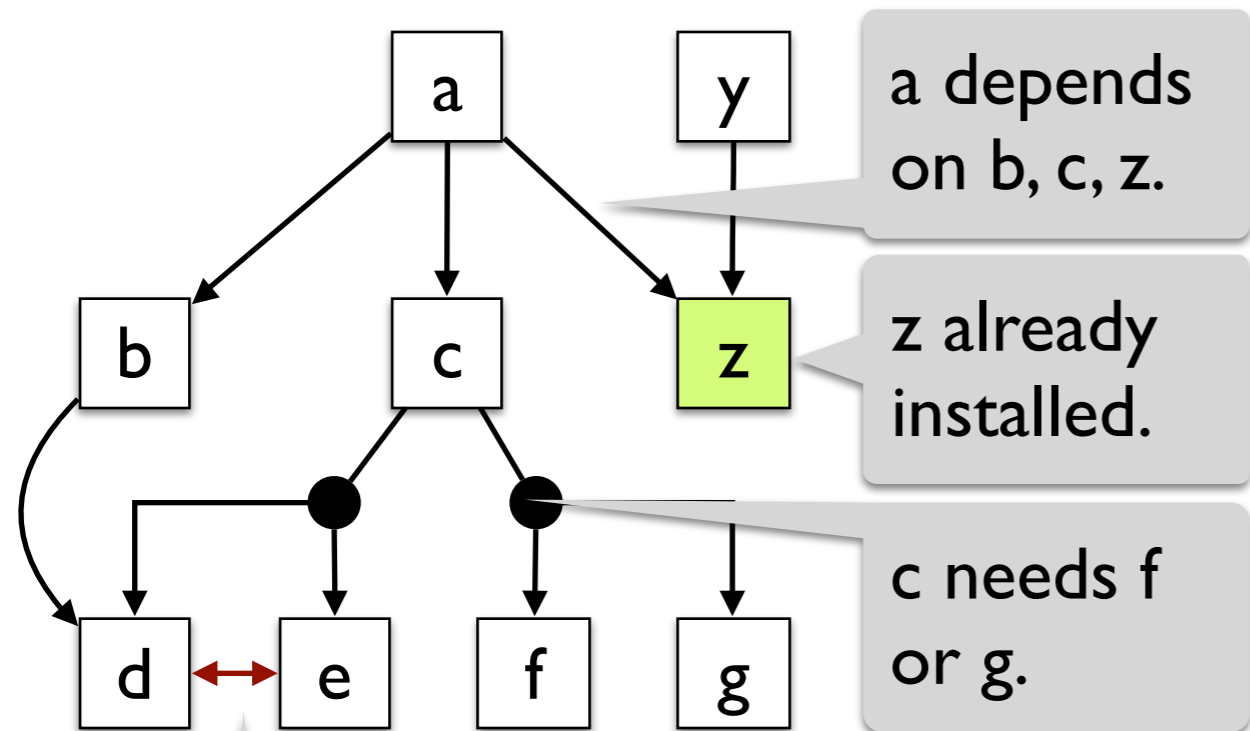 a
y
a depends
on b, c, z.
b
c
z
z already
installed.
c needs f
or g.
d
e
f
g